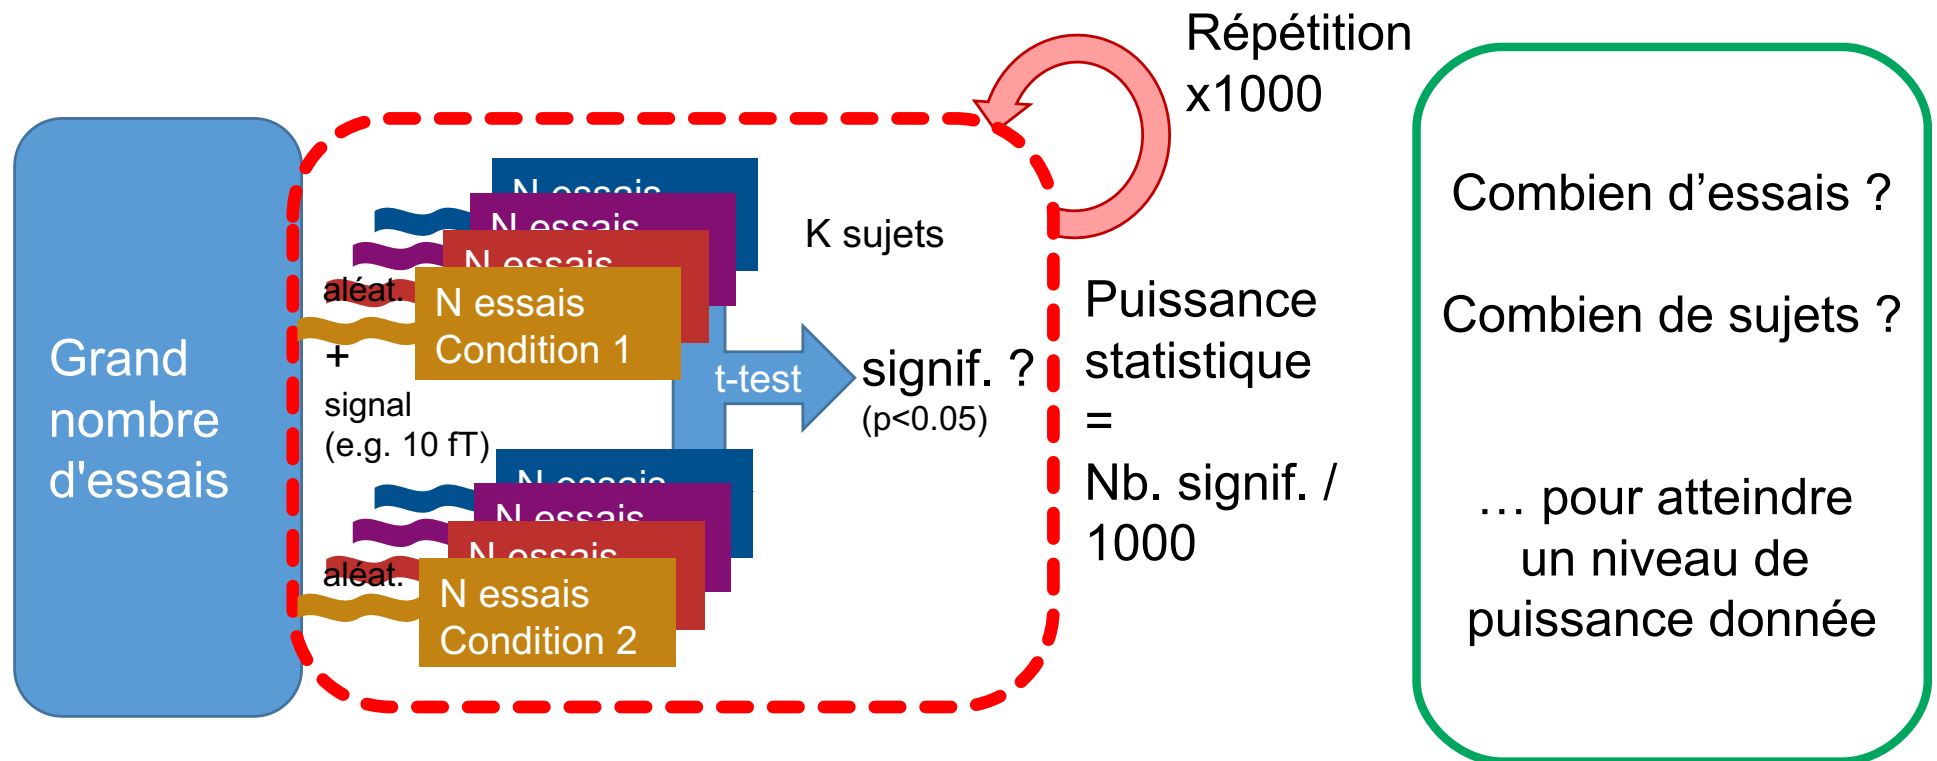 Répétition
x1000
Grand
nombre
d'essais
N essais
N essais
N essais
N essais
Condition 1
aléat.
+
signal
(e.g. 10 fT)
K sujets
t-test
signif. ?
(p<0.05)
N essais
N essais
N essais
N essais
Condition 2
aléat.
Puissance
statistique
=
Nb. signif. /
1000
Combien d’essais ?
Combien de sujets ?
… pour atteindre
un niveau de
puissance donnée